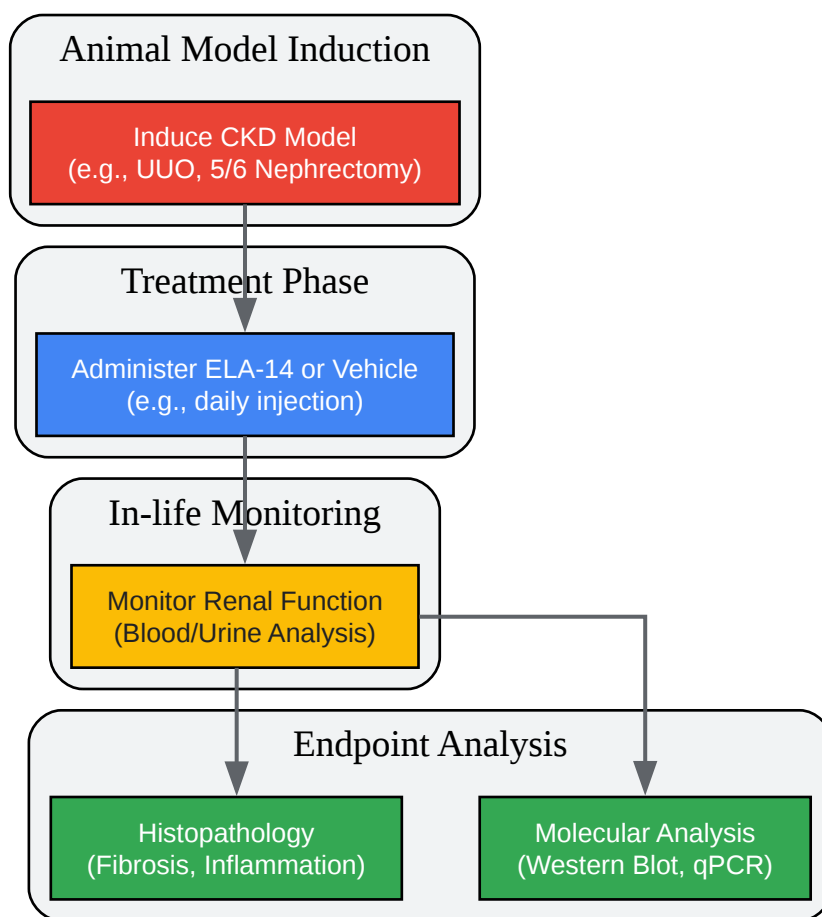 Animal Model Induction
Induce CKD Model
(e.g., UUO, 5/6 Nephrectomy)
Treatment Phase
Administer ELA-14 or Vehicle
(e.g., daily injection)
In-life Monitoring
Monitor Renal Function
(Blood/Urine Analysis)
Endpoint Analysis
Histopathology
(Fibrosis, Inflammation)
Molecular Analysis
(Western Blot, qPCR)